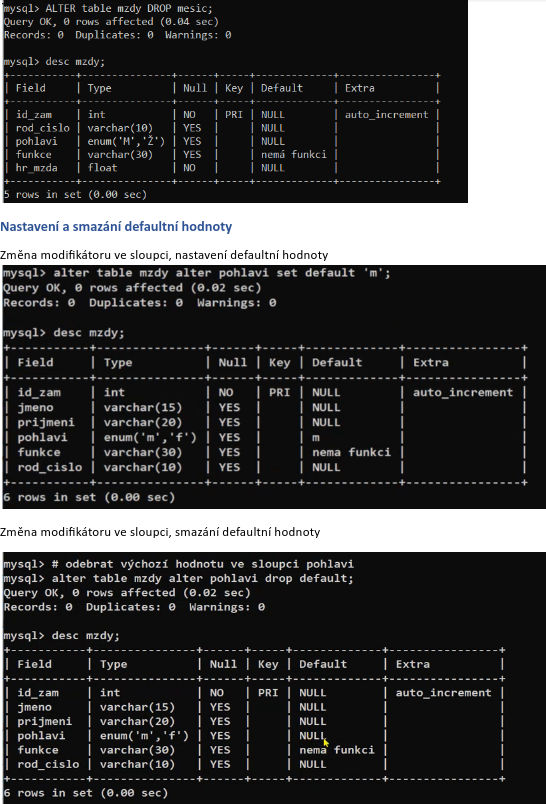 mysql> ALTER table mzdy DROP mesic;
Query OK, 0 rows affected (0.04 sec)
Records: 0  Duplicates: 0  Warnings: 0
mysql> desc mzdy;
+-----------+---------------+------+-----+-------------+----------------+
| Field     | Type          | Null | Key | Default     | Extra          |
+-----------+---------------+------+-----+-------------+----------------+
| id_zam    | int           | NO   | PRI | NULL        | auto_increment |
| rod_cislo | varchar(10)   | YES  |     | NULL        |                |
| pohlavi   | enum('M','Ž') | YES  |     | NULL        |                |
| funkce    | varchar(30)   | YES  |     | nemá funkci |                |
| hr_mzda   | float         | NO   |     | NULL        |                |
+-----------+---------------+------+-----+-------------+----------------+
5 rows in set (0.00 sec)
Nastavení a smazání defaultní hodnoty
Změna modifikátoru ve sloupci, nastavení defaultní hodnoty
mysql> alter table mzdy alter pohlavi set default 'm';
Query OK, 0 rows affected (0.02 sec)
Records: 0  Duplicates: 0  Warnings: 0
mysql> desc mzdy;
+-----------+---------------+------+-----+-------------+----------------+
| Field     | Type          | Null | Key | Default     | Extra          |
+-----------+---------------+------+-----+-------------+----------------+
| id_zam    | int           | NO   | PRI | NULL        | auto_increment |
| jmeno     | varchar(15)   | YES  |     | NULL        |                |
| prijmeni  | varchar(20)   | YES  |     | NULL        |                |
| pohlavi   | enum('m','f') | YES  |     | m           |                |
| funkce    | varchar(30)   | YES  |     | nema funkci |                |
| rod_cislo | varchar(10)   | YES  |     | NULL        |                |
+-----------+---------------+------+-----+-------------+----------------+
6 rows in set (0.00 sec)
Změna modifikátoru ve sloupci, smazání defaultní hodnoty
mysql> # odebrat výchozí hodnotu ve sloupci pohlavi
mysql> alter table mzdy alter pohlavi drop default;
Query OK, 0 rows affected (0.02 sec)
Records: 0  Duplicates: 0  Warnings: 0
mysql> desc mzdy;
+-----------+---------------+------+-----+-------------+----------------+
| Field     | Type          | Null | Key | Default     | Extra          |
+-----------+---------------+------+-----+-------------+----------------+
| id_zam    | int           | NO   | PRI | NULL        | auto_increment |
| jmeno     | varchar(15)   | YES  |     | NULL        |                |
| prijmeni  | varchar(20)   | YES  |     | NULL        |                |
| pohlavi   | enum('m','f') | YES  |     | NULL        |                |
| funkce    | varchar(30)   | YES  |     | nema funkci |                |
| rod_cislo | varchar(10)   | YES  |     | NULL        |                |
+-----------+---------------+------+-----+-------------+----------------+
6 rows in set (0.00 sec)